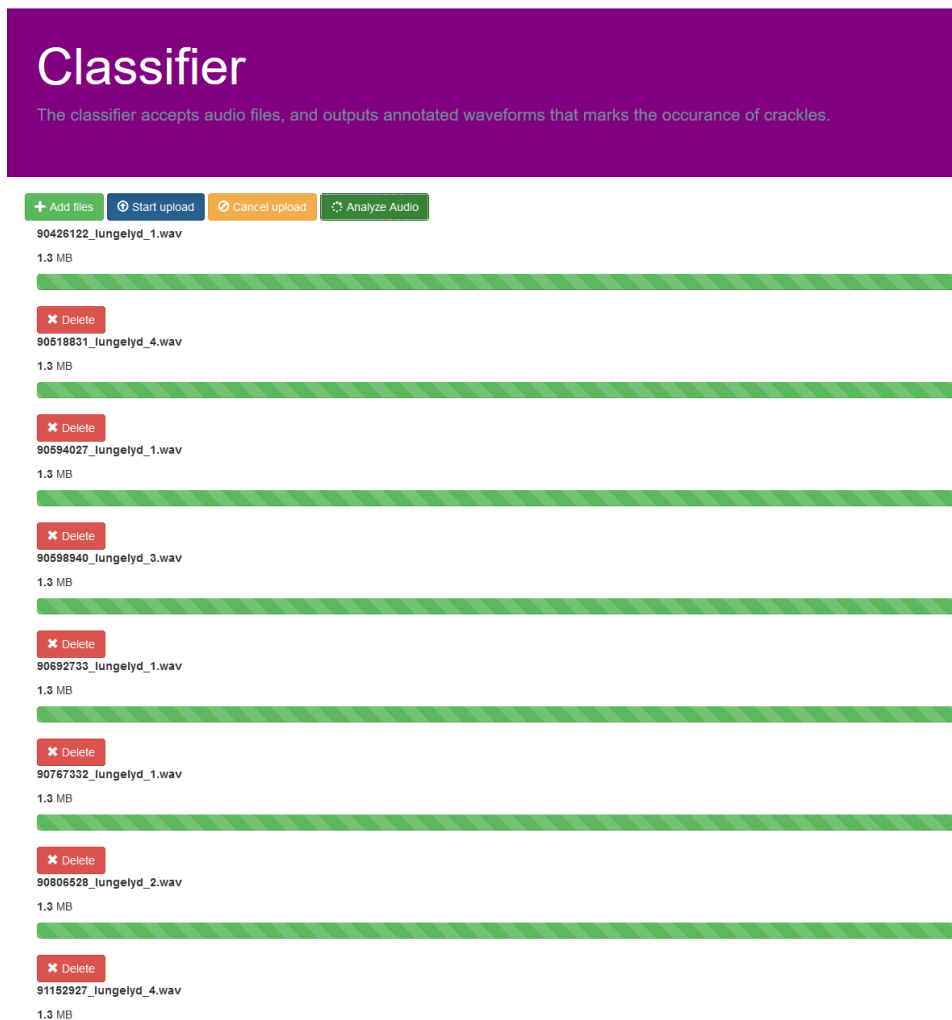 Classifier
The classifier accepts audio files, and outputs annotated waveforms that marks the occurance of crackles.
Add files Start upload Cancel upload Analyze Audio
90426122_lungelyd_1.wav
1.3 MB
Delete
90518831_lungelyd_4.wav
1.3 MB
Delete
90594027_lungelyd_1.wav
1.3 MB
Delete
90598940_lungelyd_3.wav
1.3 MB
Delete
90692733_lungelyd_1.wav
1.3 MB
Delete
90767332_lungelyd_1.wav
1.3 MB
Delete
90806528_lungelyd_2.wav
1.3 MB
Delete
91152927_lungelyd_4.wav
1.3 MB